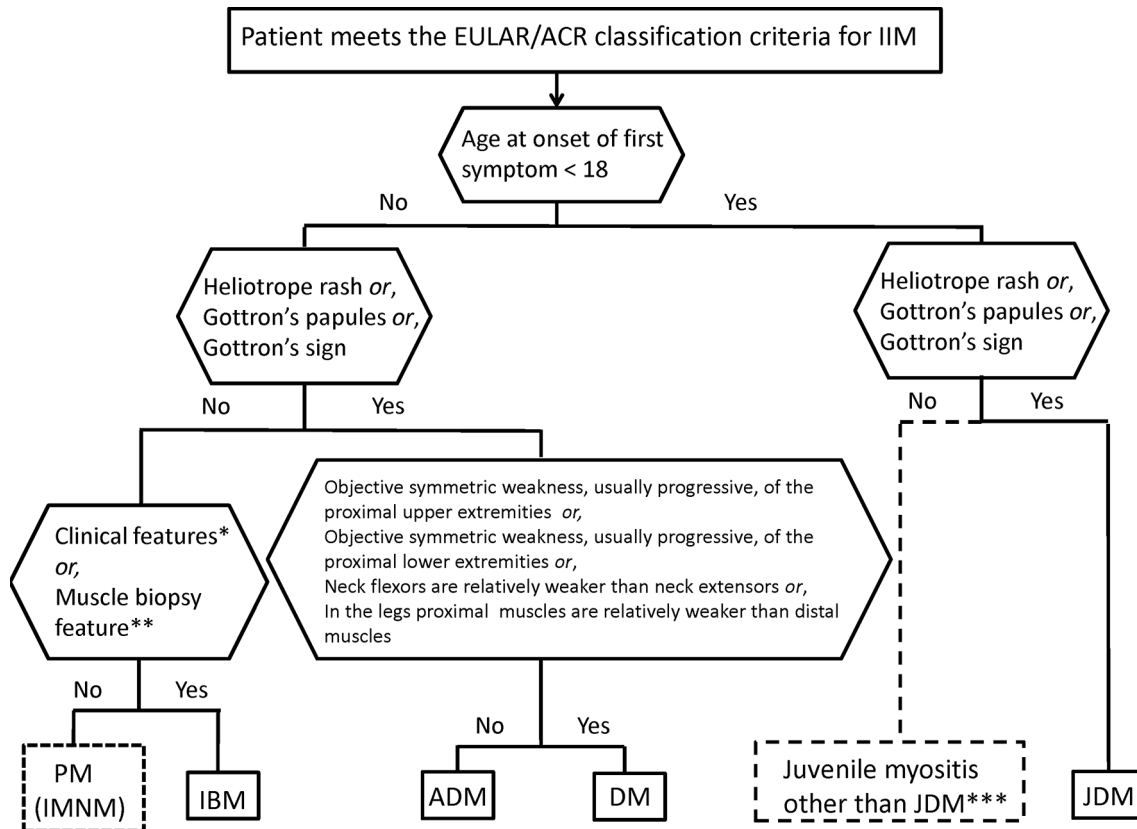 Patient meets the EULAR/ACR classification criteria for IIM
Age at onset of first
symptom < 18
No
Yes
Heliotrope rash or,
Gottron’s papules or,
Gottron’s sign
Heliotrope rash or,
Gottron’s papules or,
Gottron’s sign
No
Yes
No
Yes
Clinical features*
or,
Muscle biopsy
feature**
Objective symmetric weakness, usually progressive, of the
proximal upper extremities or,
Objective symmetric weakness, usually progressive, of the
proximal lower extremities or,
Neck flexors are relatively weaker than neck extensors or,
In the legs proximal muscles are relatively weaker than distal
muscles
No
Yes
No
Yes
PM
(IMNM)
IBM
ADM
DM
Juvenile myositis
other than JDM***
JDM